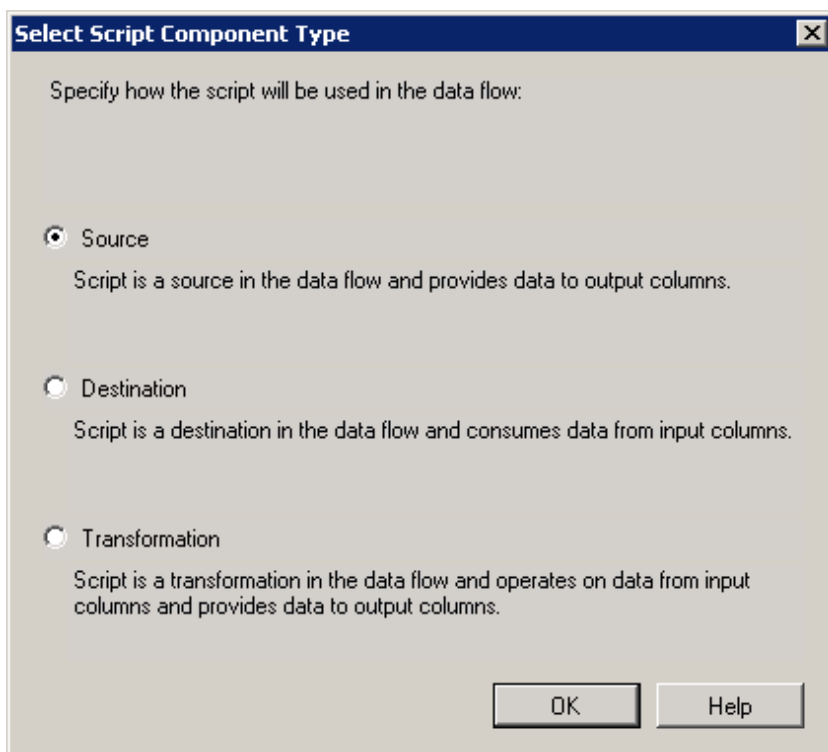 Select Script Component Type
Specify how the script will be used in the data flow:
Source
Script is a source in the data flow and provides data to output columns.
Destination
Script is a destination in the data flow and consumes data from input columns.
Transformation
Script is a transformation in the data flow and operates on data from input
columns and provides data to output columns.
OK
Help